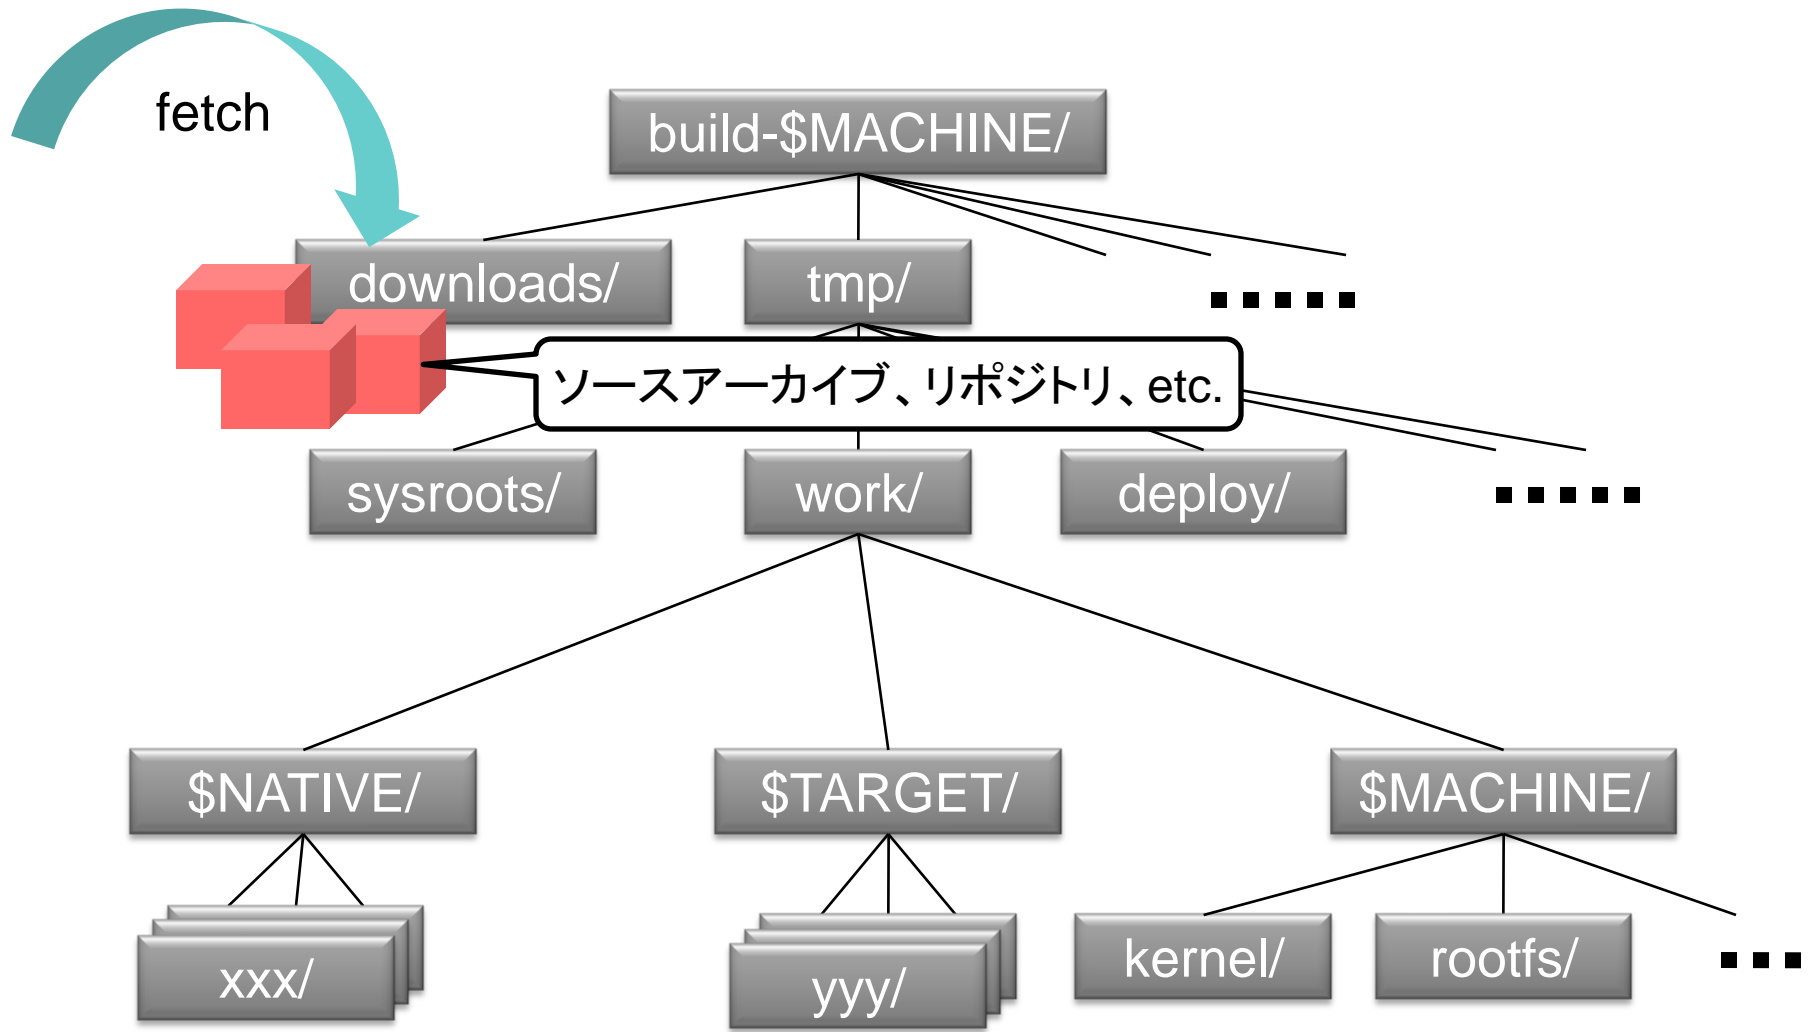 fetch
build-$MACHINE/
downloads/
tmp/
ソースアーカイブ、リポジトリ、etc.
sysroots/
work/
deploy/
$NATIVE/
$TARGET/
$MACHINE/
xxx/
yyy/
kernel/
rootfs/